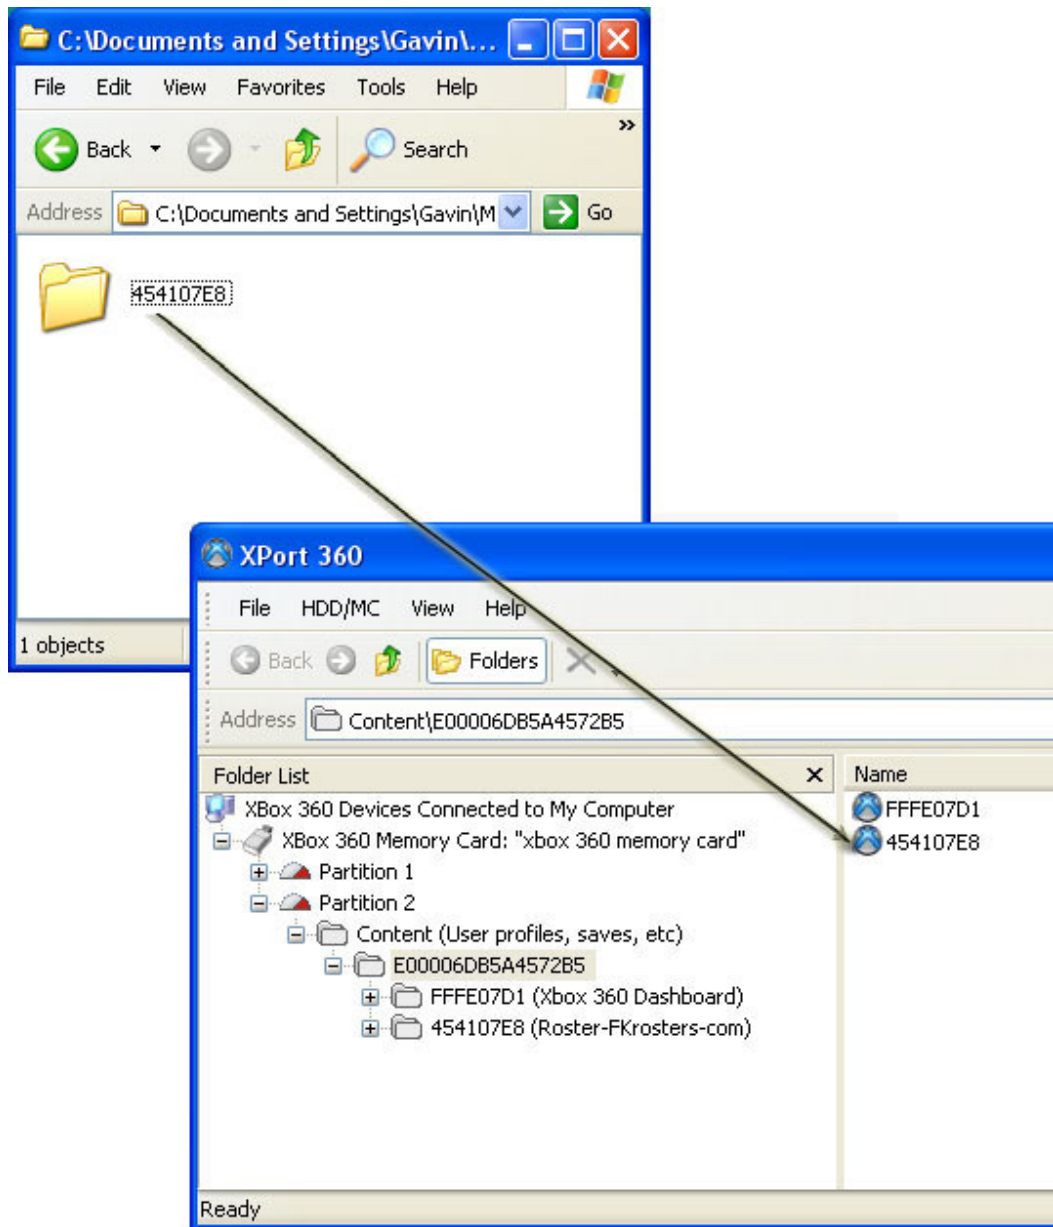 C:\Documents and Settings\Gavin\...
File Edit View Favorites Tools Help
Back Search »
Address C:\Documents and Settings\Gavin\M Go
454107E8
1 objects
XPort 360
File HDD/MC View Help
Back Folders
Address Content\E00006DB5A4572B5
Folder List Name
XBox 360 Devices Connected to My Computer FFFE07D1
XBox 360 Memory Card: "xbox 360 memory card" 454107E8
Partition 1
Partition 2
Content (User profiles, saves, etc)
E00006DB5A4572B5
FFFE07D1 (Xbox 360 Dashboard)
454107E8 (Roster-FKrosters-com)
Ready